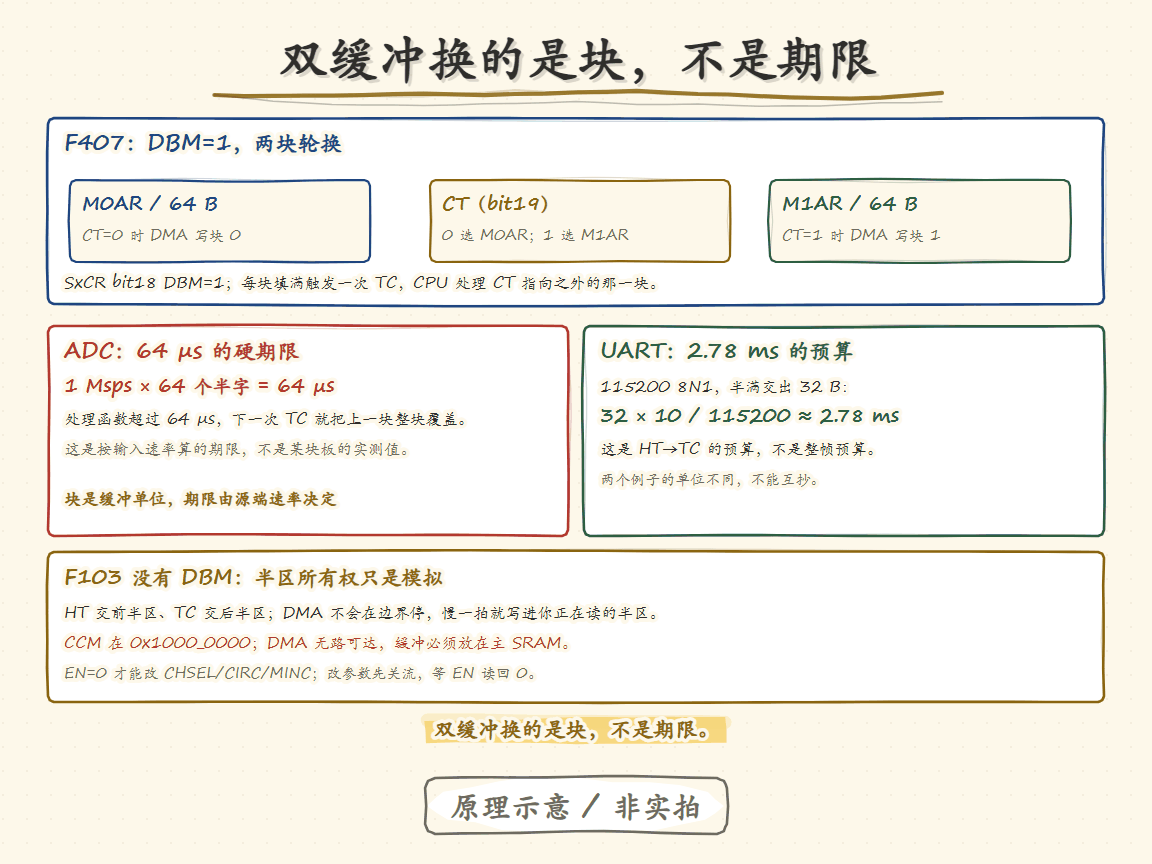 双缓冲换的是块，不是期限
F407：DBM=1，两块轮换
M0AR / 64 B
CT=0 时 DMA 写块 0
CT（bit19）
0 选 M0AR；1 选 M1AR
M1AR / 64 B
CT=1 时 DMA 写块 1
SxCR bit18 DBM=1；每块填满触发一次 TC，CPU 处理 CT 指向之外的那一块。
ADC：64 μs 的硬期限
1 Msps × 64 个半字 = 64 μs
处理函数超过 64 μs，下一次 TC 就把上一块整块覆盖。
这是按输入速率算的期限，不是某块板的实测值。
块是缓冲单位，期限由源端速率决定
UART：2.78 ms 的预算
115200 8N1，半满交出 32 B：
32 × 10 / 115200 ≈ 2.78 ms
这是 HT→TC 的预算，不是整帧预算。
两个例子的单位不同，不能互抄。
F103 没有 DBM：半区所有权只是模拟
HT 交前半区、TC 交后半区；DMA 不会在边界停，慢一拍就写进你正在读的半区。
CCM 在 0x1000_0000；DMA 无路可达，缓冲必须放在主 SRAM。
EN=0 才能改 CHSEL/CIRC/MINC；改参数先关流，等 EN 读回 0。
双缓冲换的是块，不是期限。
原理示意 / 非实拍